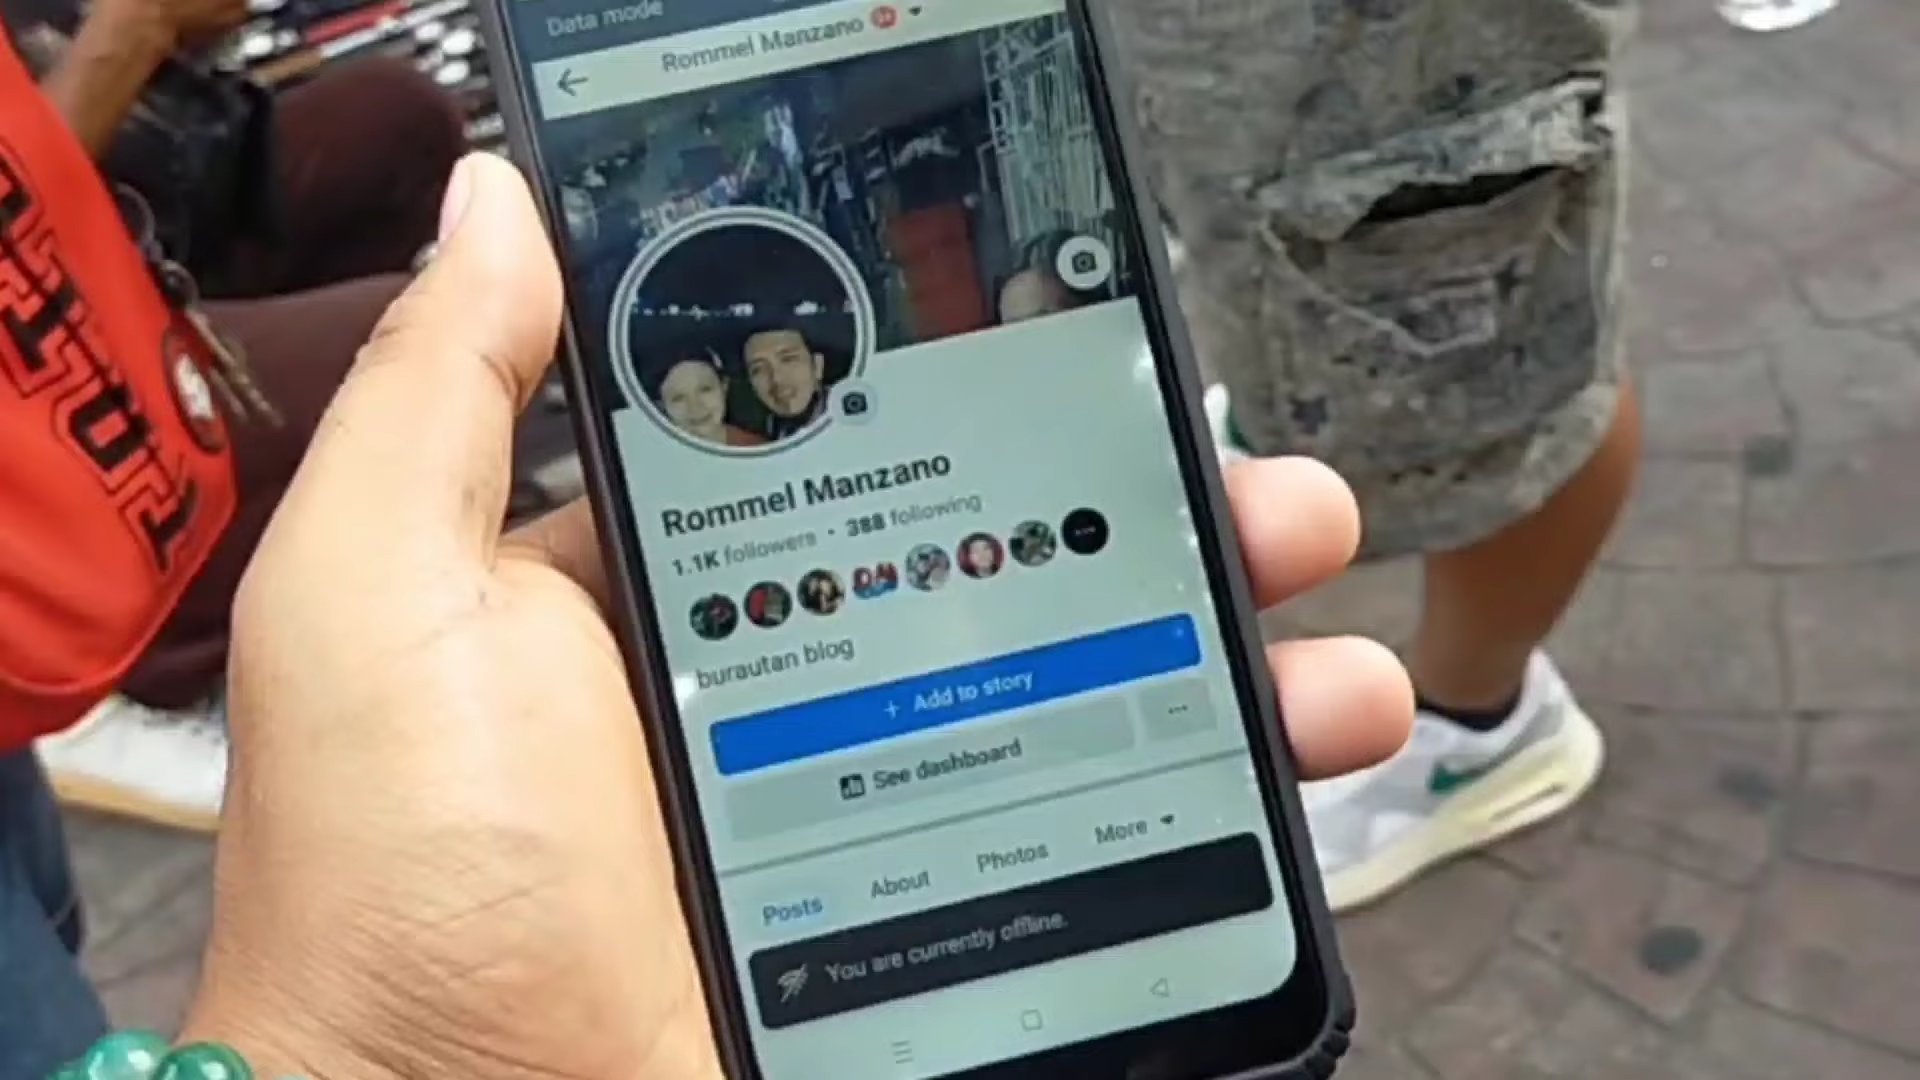 Data mode
Rommel Manzano
Rommel Manzano
1.1K followers • 388 following
burautan blog
+ Add to story
See dashboard
Posts About Photos More
You are currently offline.